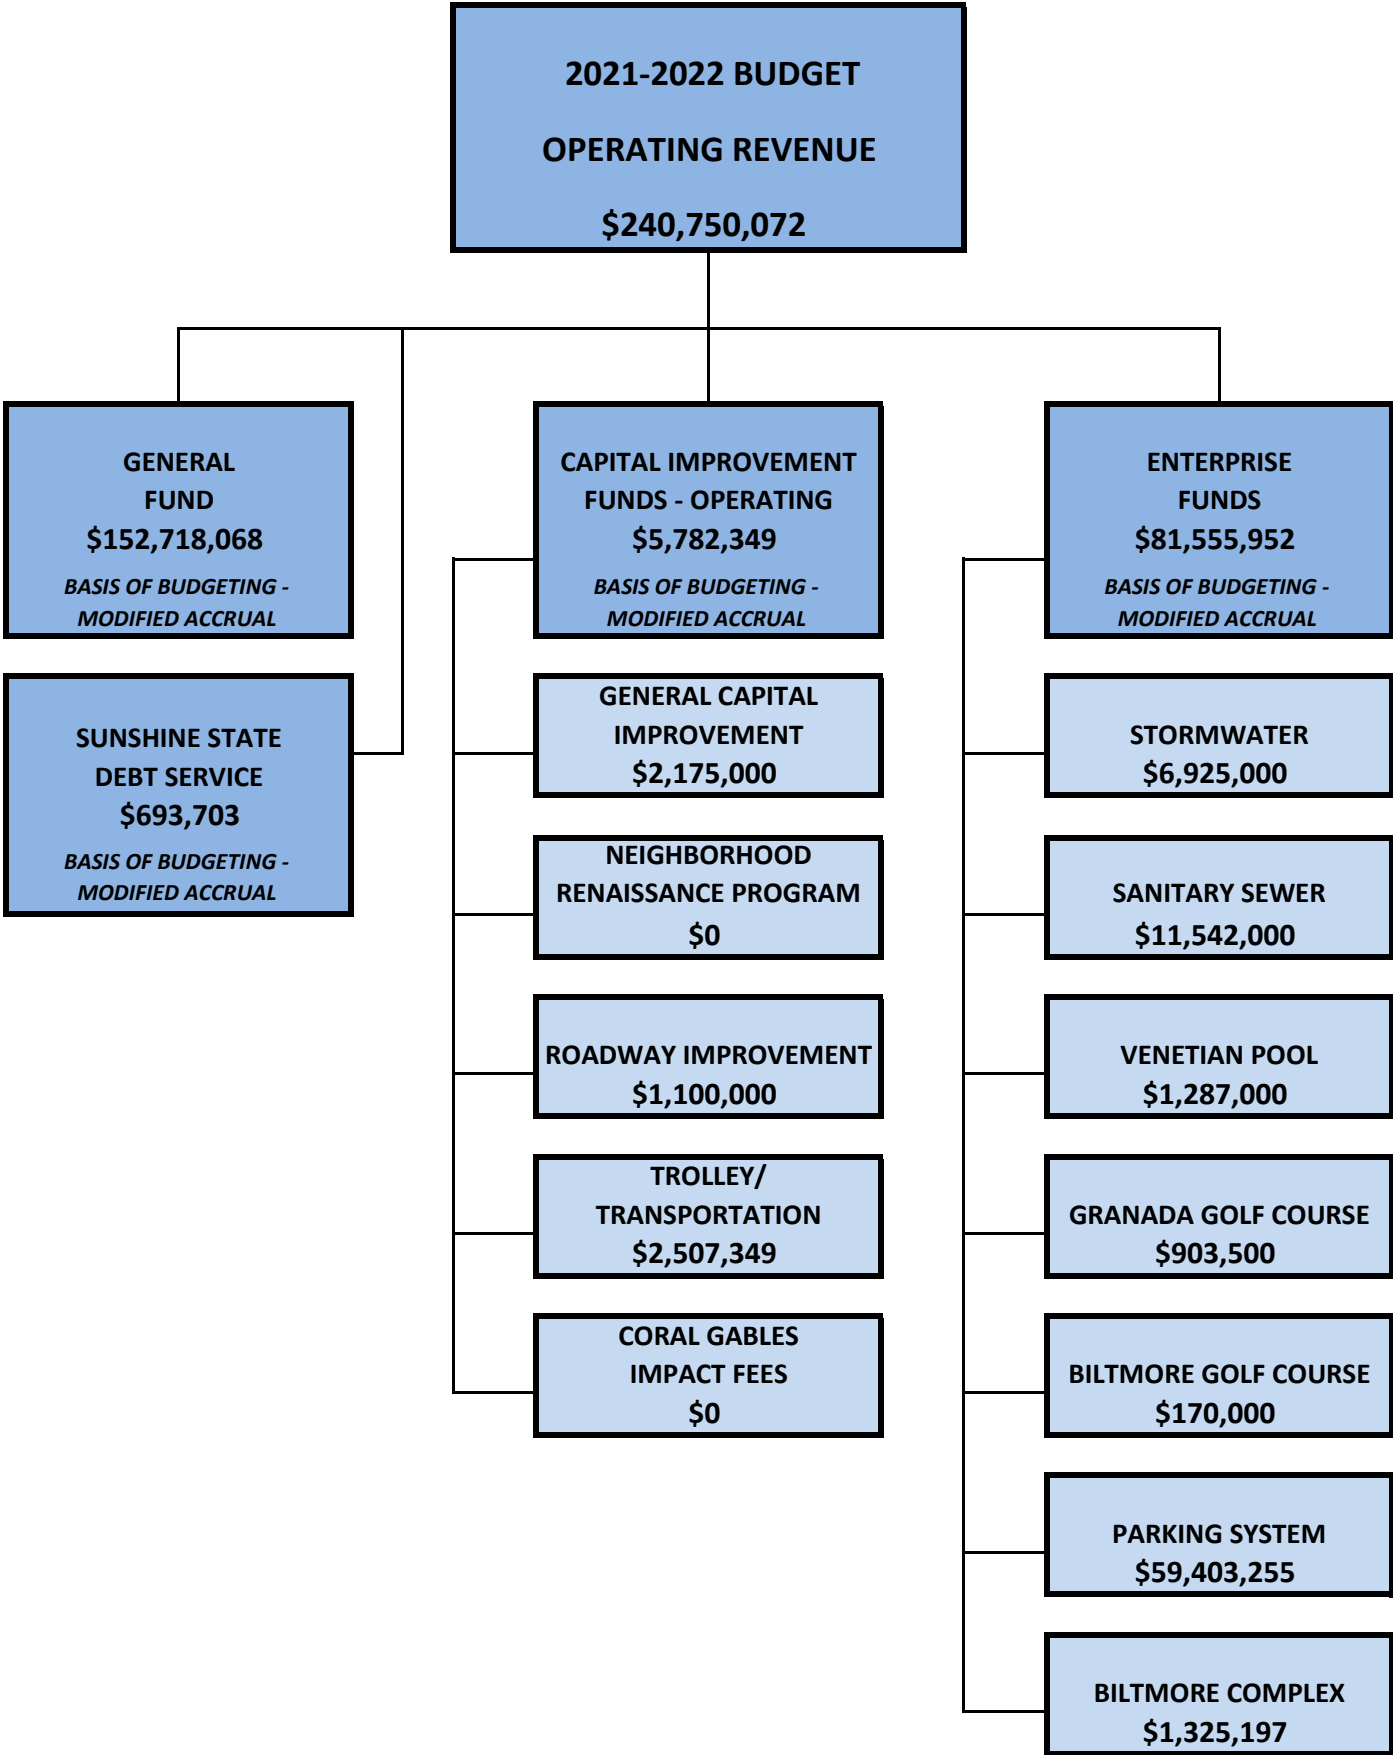 2021-2022 BUDGET
OPERATING REVENUE
$240,750,072
GENERAL
FUND
$152,718,068
BASIS OF BUDGETING -
MODIFIED ACCRUAL
SUNSHINE STATE
DEBT SERVICE
$693,703
BASIS OF BUDGETING -
MODIFIED ACCRUAL
CAPITAL IMPROVEMENT
FUNDS - OPERATING
$5,782,349
BASIS OF BUDGETING -
MODIFIED ACCRUAL
GENERAL CAPITAL
IMPROVEMENT
$2,175,000
NEIGHBORHOOD
RENAISSANCE PROGRAM
$0
ROADWAY IMPROVEMENT
$1,100,000
TROLLEY/
TRANSPORTATION
$2,507,349
CORAL GABLES
IMPACT FEES
$0
ENTERPRISE
FUNDS
$81,555,952
BASIS OF BUDGETING -
MODIFIED ACCRUAL
STORMWATER
$6,925,000
SANITARY SEWER
$11,542,000
VENETIAN POOL
$1,287,000
GRANADA GOLF COURSE
$903,500
BILTMORE GOLF COURSE
$170,000
PARKING SYSTEM
$59,403,255
BILTMORE COMPLEX
$1,325,197